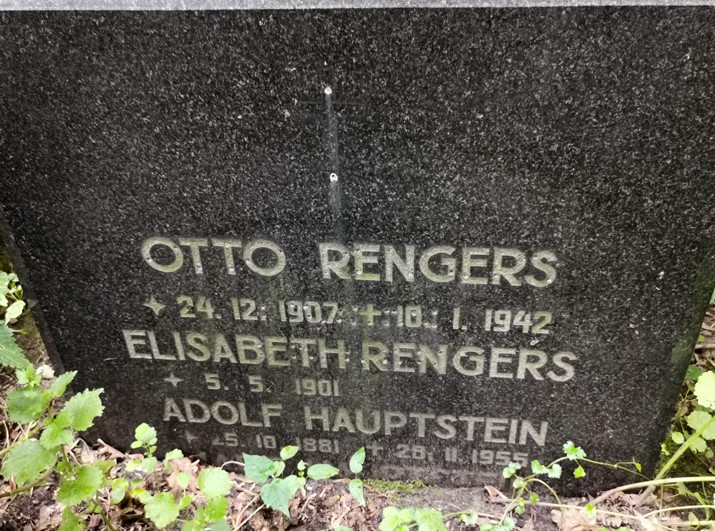 OTTO RENGERS
✦ 24. 12. 1907. ✝ 10. 1. 1942
ELISABETH RENGERS
✦ 5. 5. 1901
ADOLF HAUPTSTEIN
✦ 25. 10. 1881 ✝ 28. 11. 1955